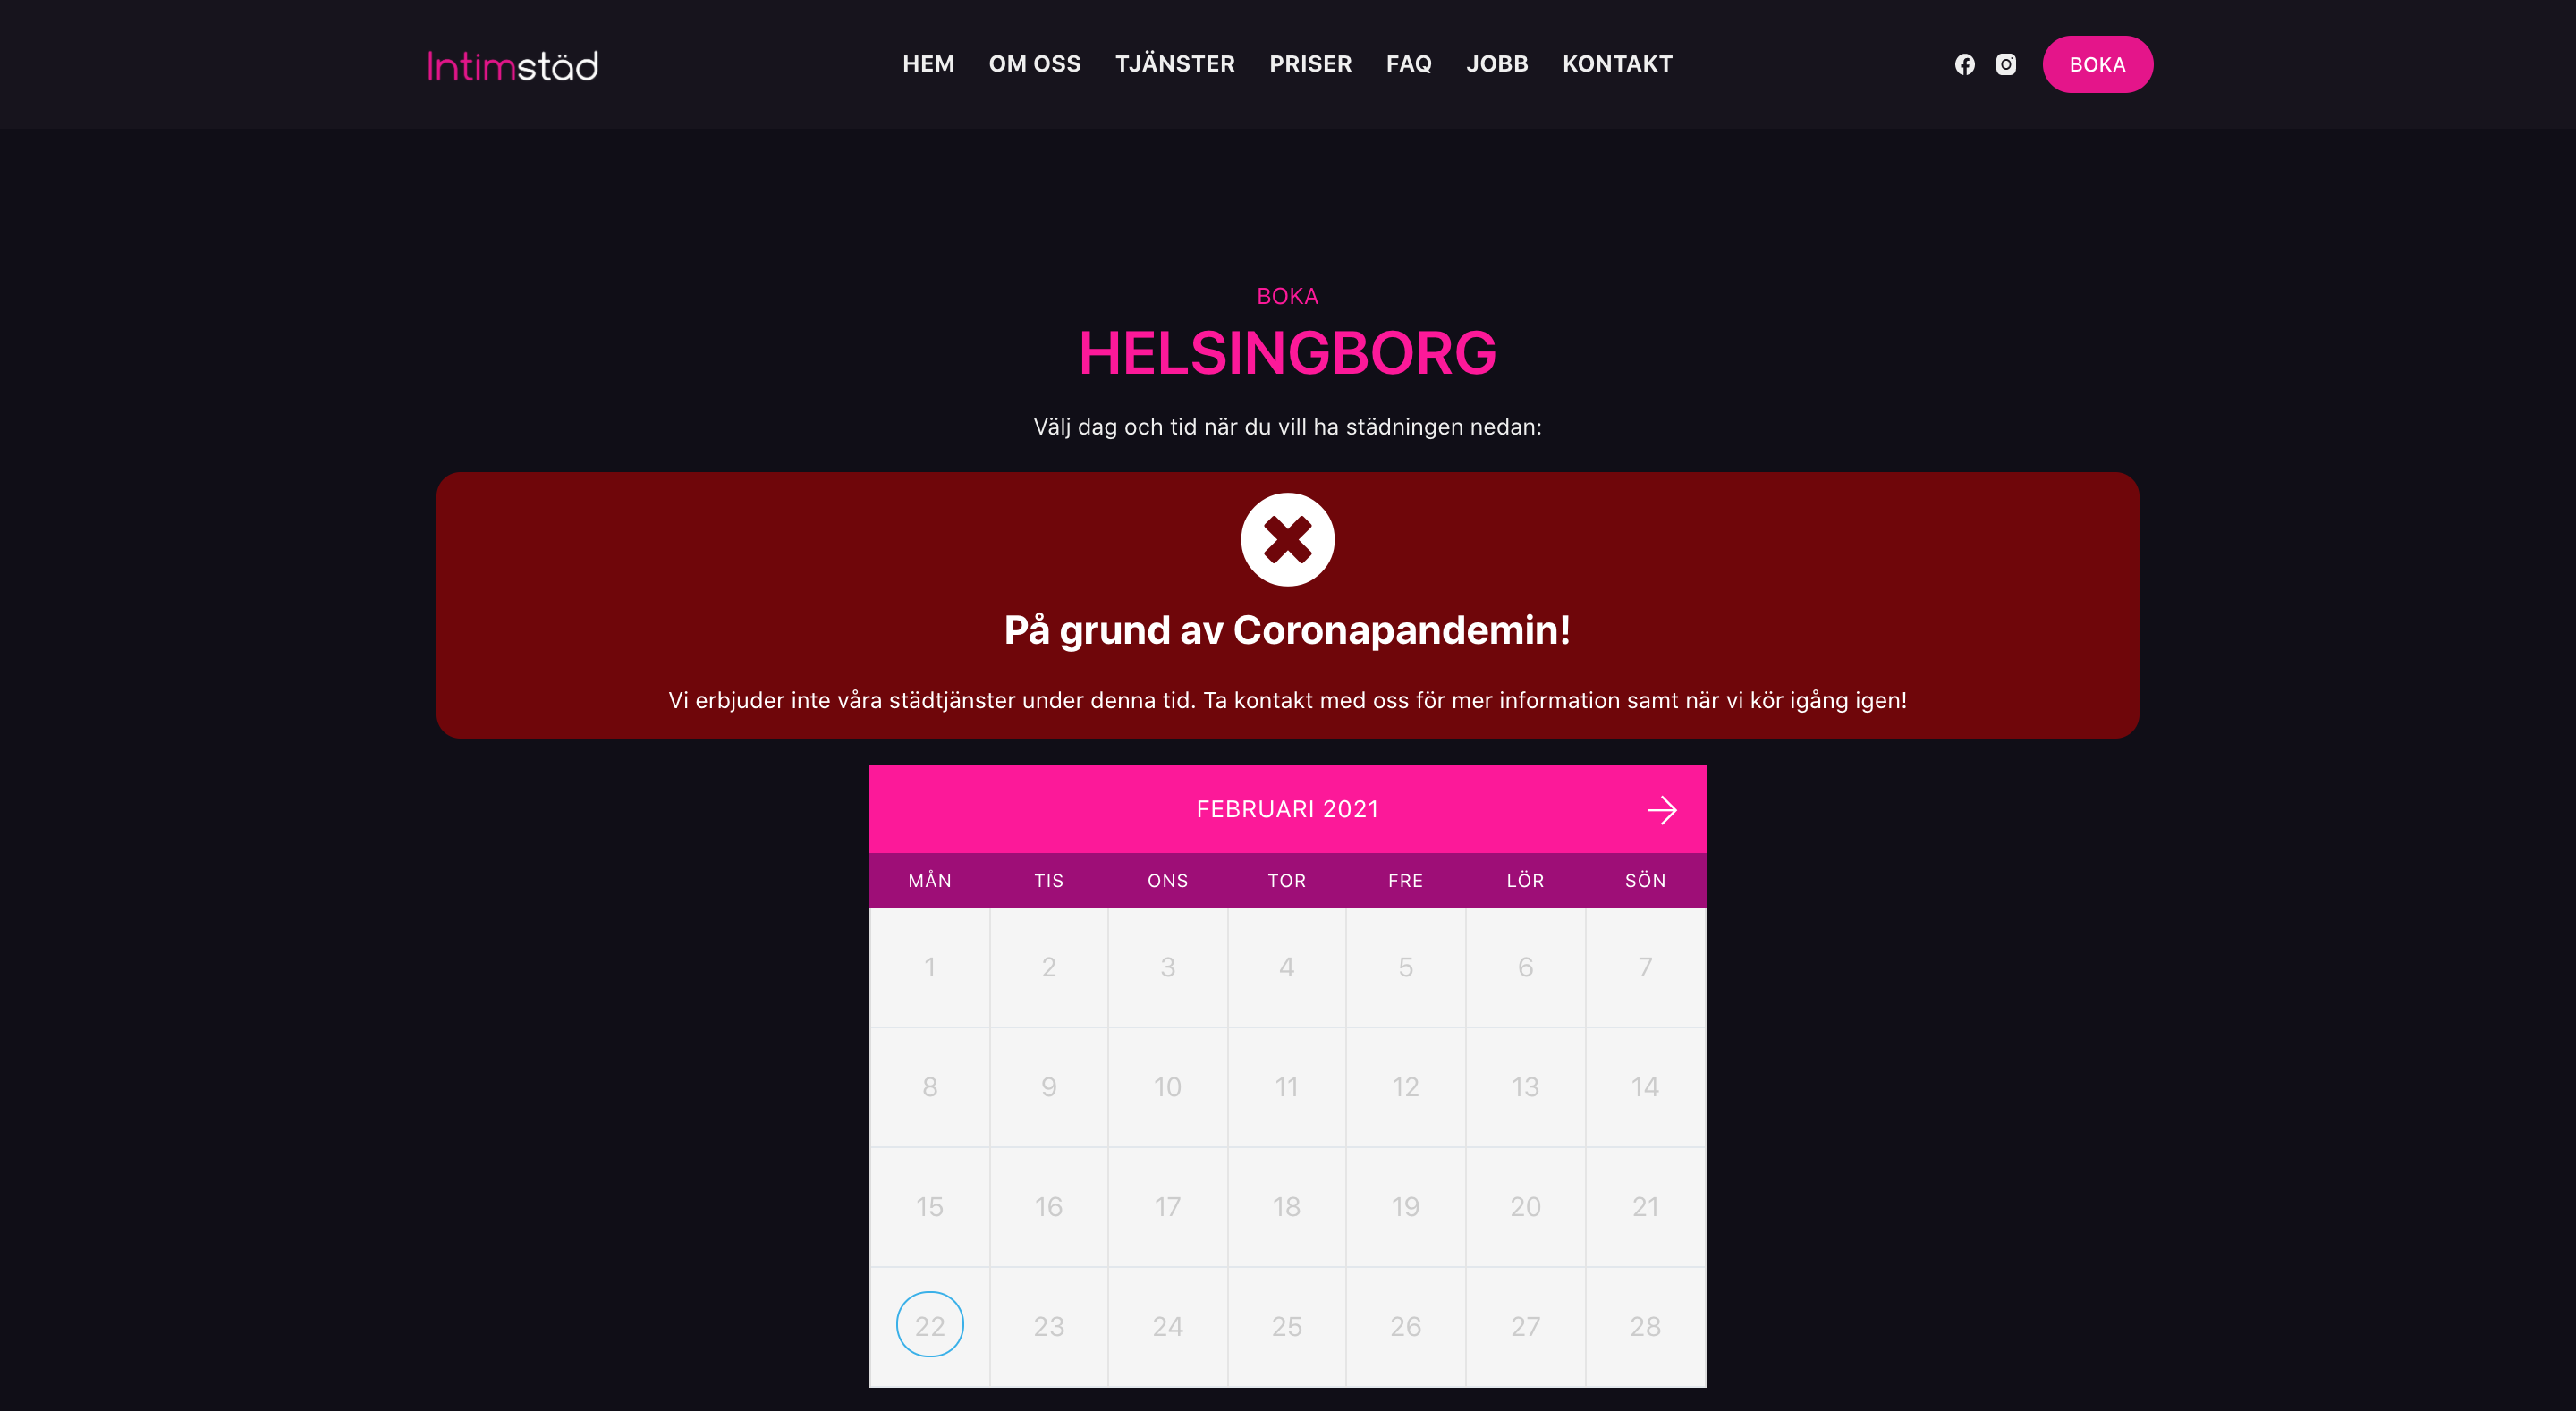 Intimstäd
HEM OM OSS TJÄNSTER PRISER FAQ JOBB KONTAKT
BOKA
BOKA
HELSINGBORG
Välj dag och tid när du vill ha städningen nedan:
På grund av Coronapandemin!
Vi erbjuder inte våra städtjänster under denna tid. Ta kontakt med oss för mer information samt när vi kör igång igen!
FEBRUARI 2021
MÅN TIS ONS TOR FRE LÖR SÖN
1 2 3 4 5 6 7
8 9 10 11 12 13 14
15 16 17 18 19 20 21
22 23 24 25 26 27 28